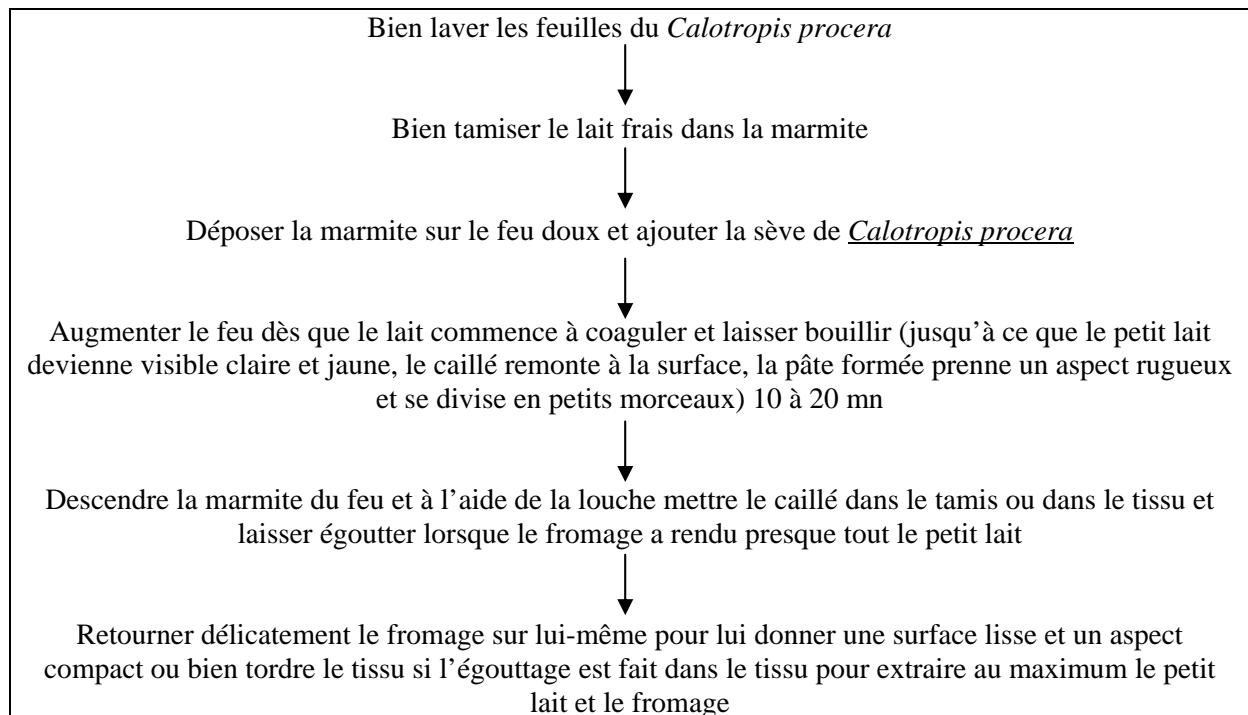 Bien laver les feuilles du Calotropis procera
Bien tamiser le lait frais dans la marmite
Déposer la marmite sur le feu doux et ajouter la sève de Calotropis procera
Augmenter le feu dès que le lait commence à coaguler et laisser bouillir (jusqu’à ce que le petit lait
devienne visible claire et jaune, le caillé remonte à la surface, la pâte formée prenne un aspect rugueux
et se divise en petits morceaux) 10 à 20 mn
Descendre la marmite du feu et à l’aide de la louche mettre le caillé dans le tamis ou dans le tissu et
laisser égoutter lorsque le fromage a rendu presque tout le petit lait
Retourner délicatement le fromage sur lui-même pour lui donner une surface lisse et un aspect
compact ou bien tordre le tissu si l’égouttage est fait dans le tissu pour extraire au maximum le petit
lait et le fromage